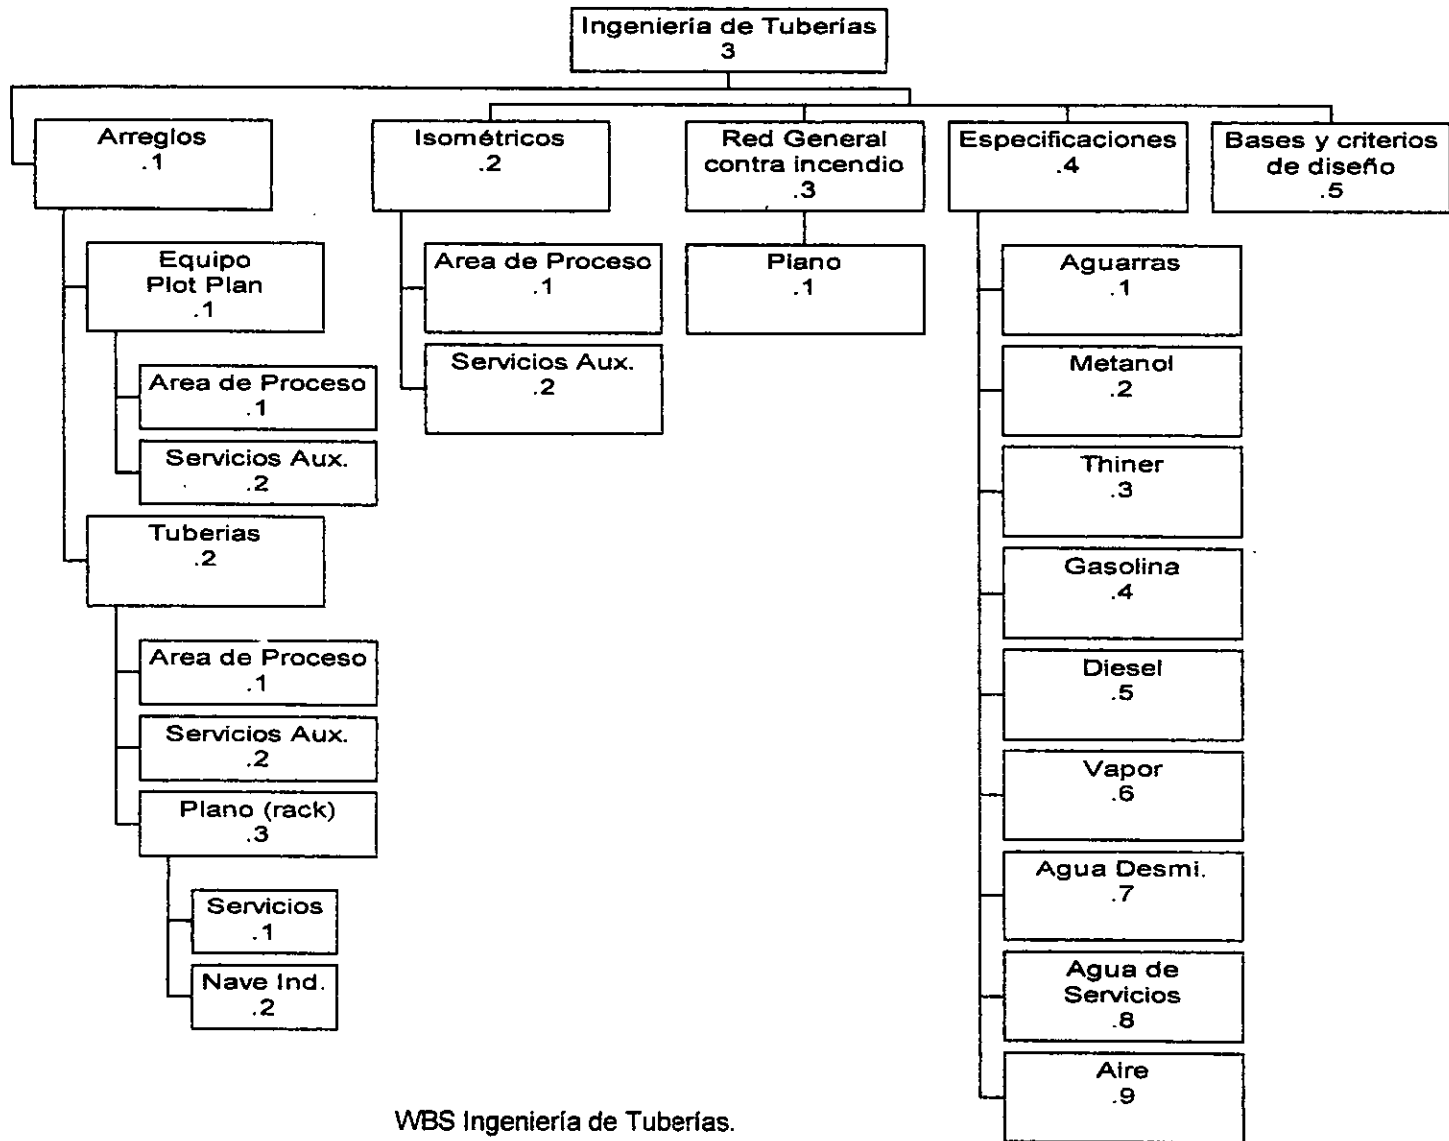 Ingeniería de Tuberías
3
Arreglos
.1
Equipo
Plot Plan
.1
Area de Proceso
.1
Servicios Aux.
.2
Tuberias
.2
Area de Proceso
.1
Servicios Aux.
.2
Plano (rack)
.3
Servicios
.1
Nave Ind.
.2
Isométricos
.2
Area de Proceso
.1
Servicios Aux.
.2
Red General
contra incendio
.3
Plano
.1
Especificaciones
.4
Aguarras
.1
Metanol
.2
Thiner
.3
Gasolina
.4
Diesel
.5
Vapor
.6
Agua Desmi.
.7
Agua de
Servicios
.8
Aire
.9
Bases y criterios
de diseño
.5
WBS Ingeniería de Tuberías.